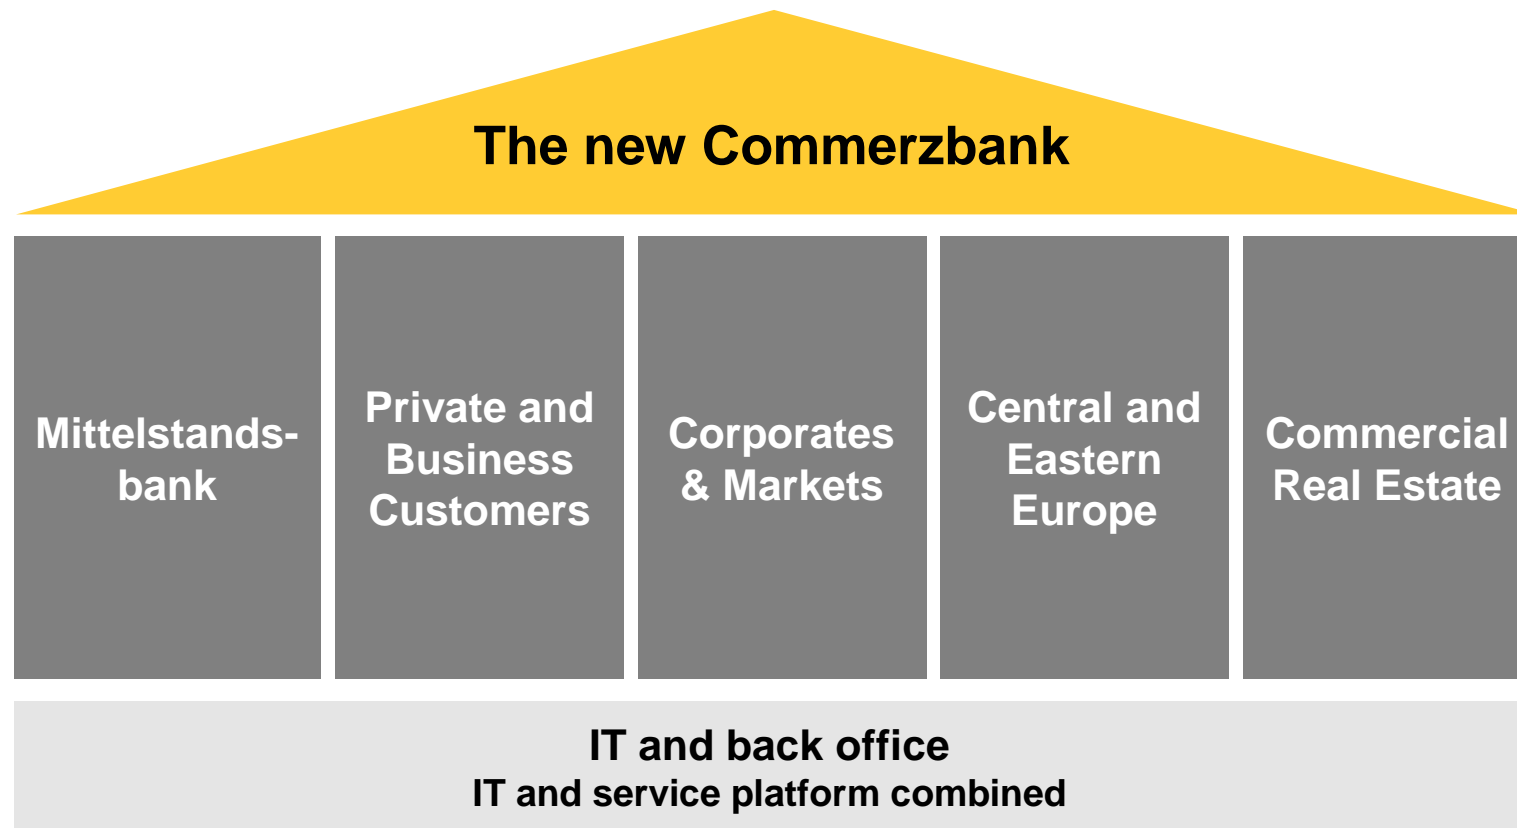 The new Commerzbank
Mittelstands-
bank
Private and
Business
Customers
Corporates
& Markets
Central and
Eastern
Europe
Commercial
Real Estate
IT and back office
IT and service platform combined